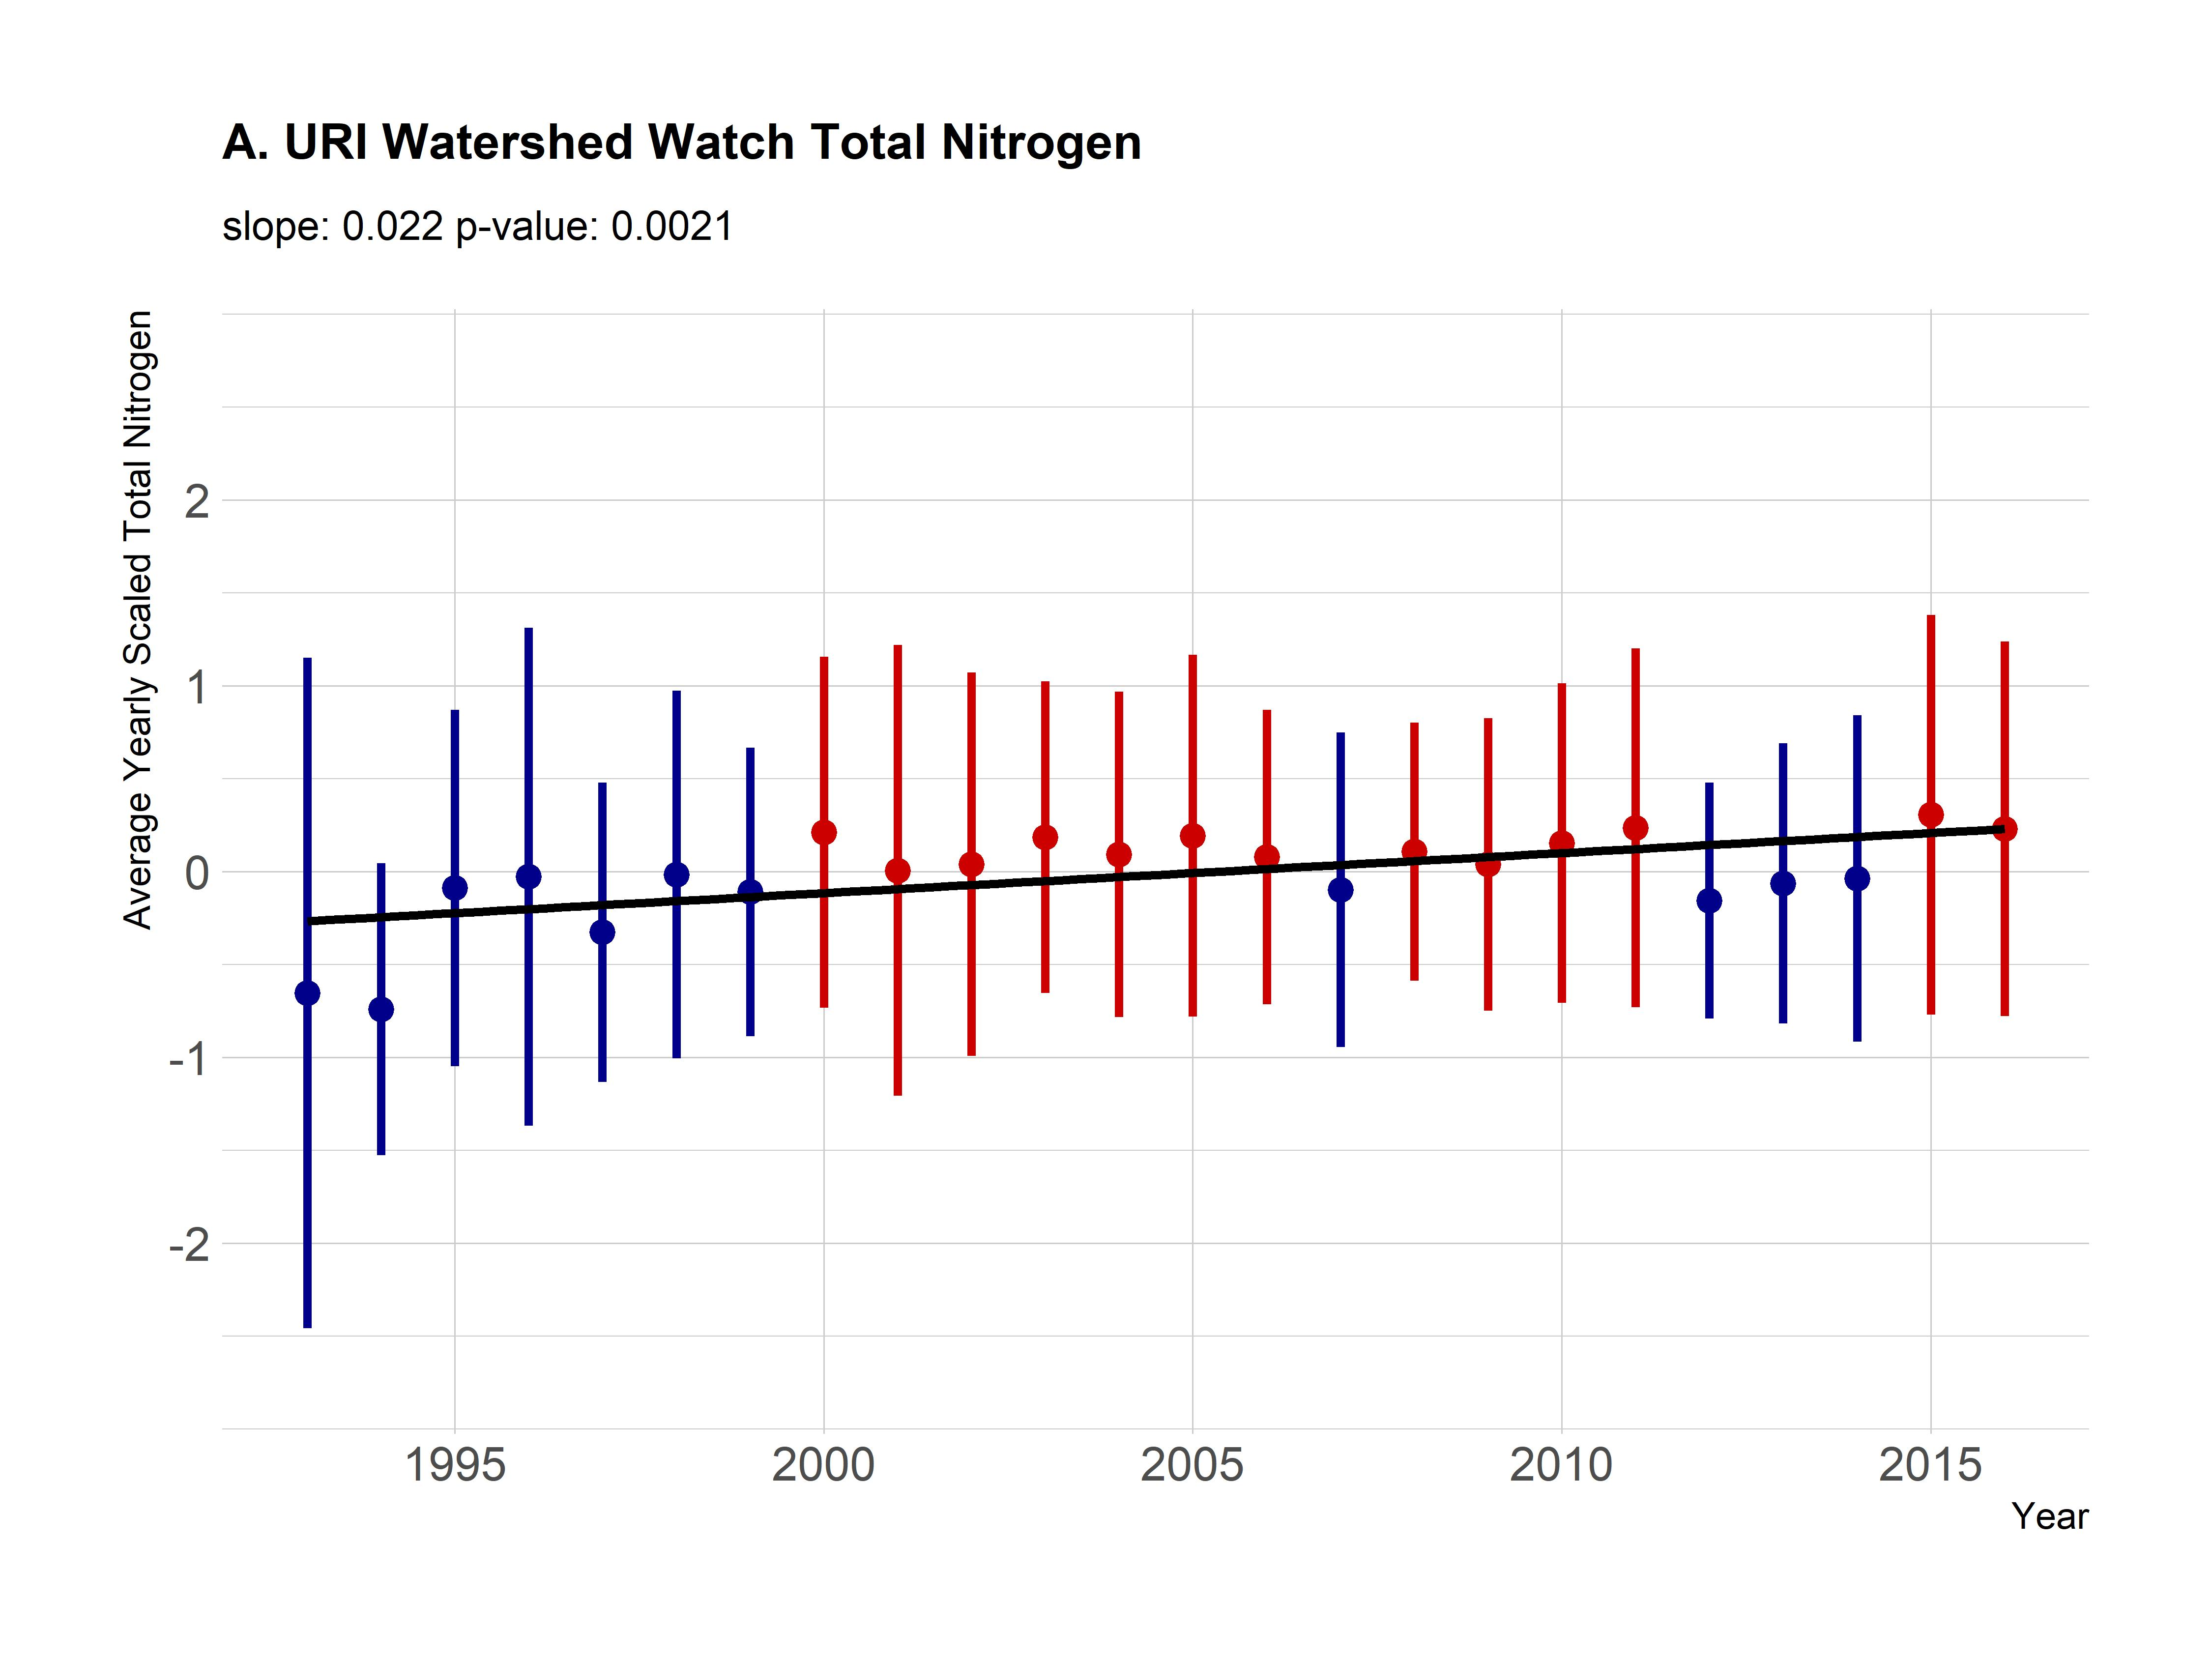 A. URI Watershed Watch Total Nitrogen
slope: 0.022 p-value: 0.0021
Average Yearly Scaled Total Nitrogen
2
1
0
-1
-2
1995 2000 2005 2010 2015
Year